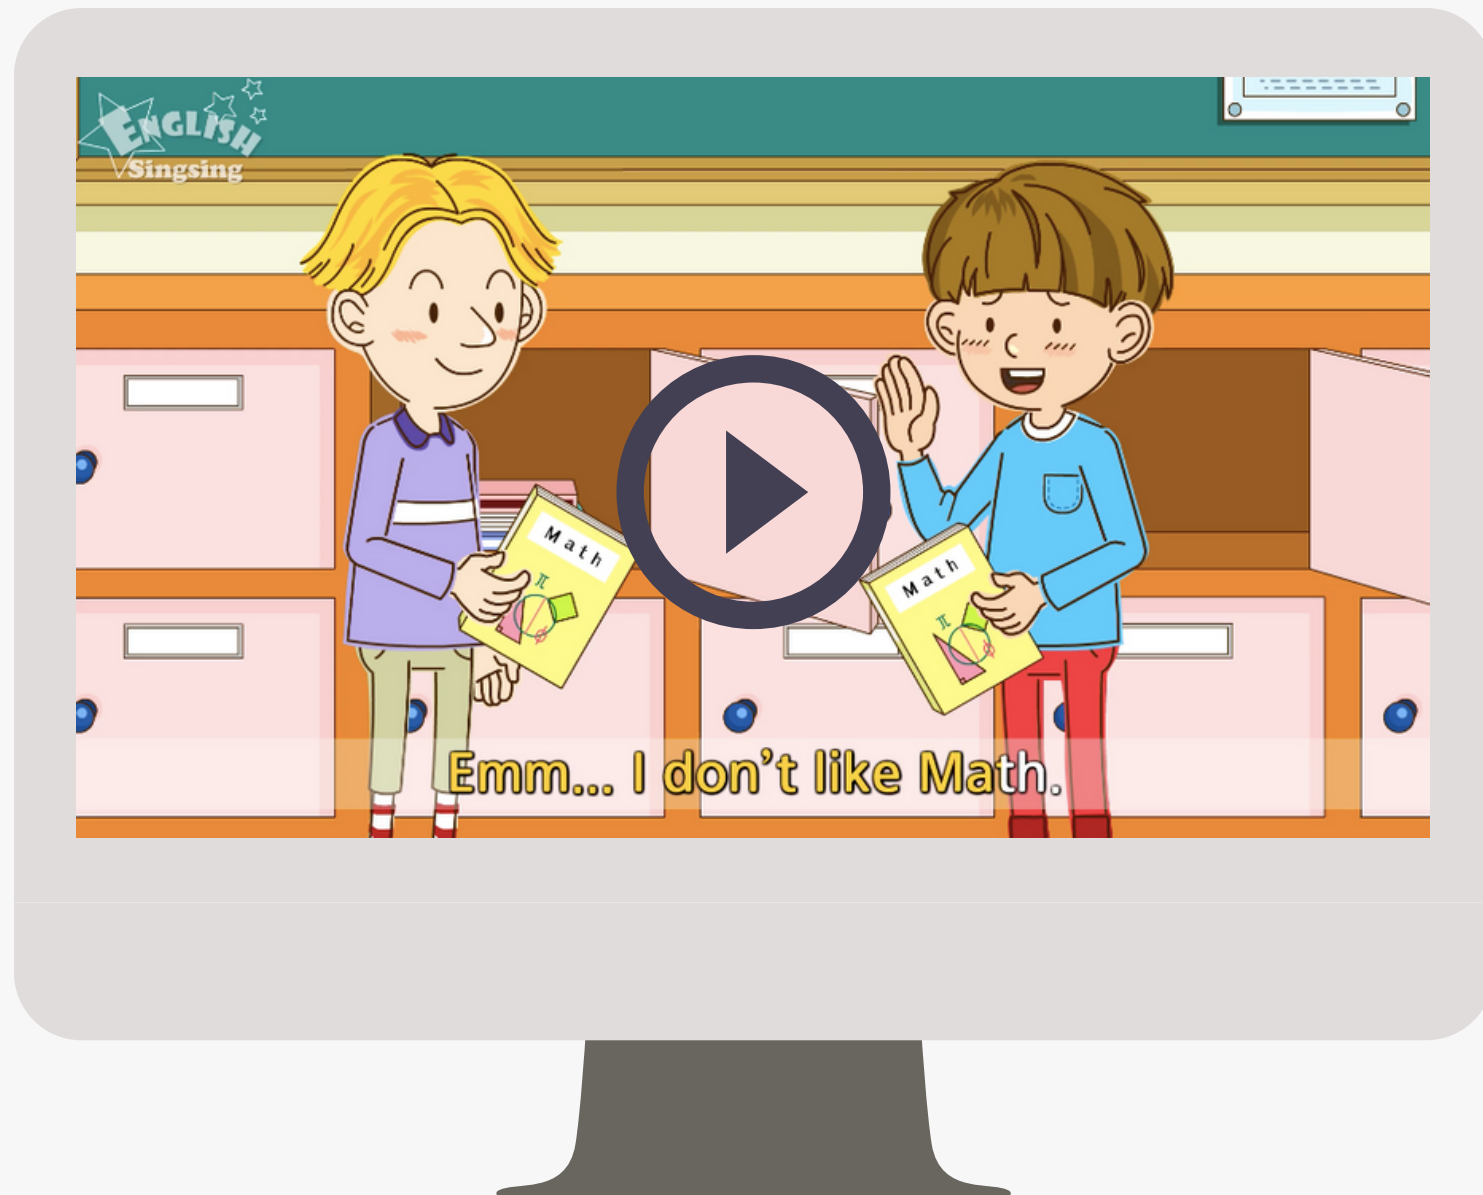 ENGLISH
Singsing
Math
π
Math
π
Emm... I don't like Math.